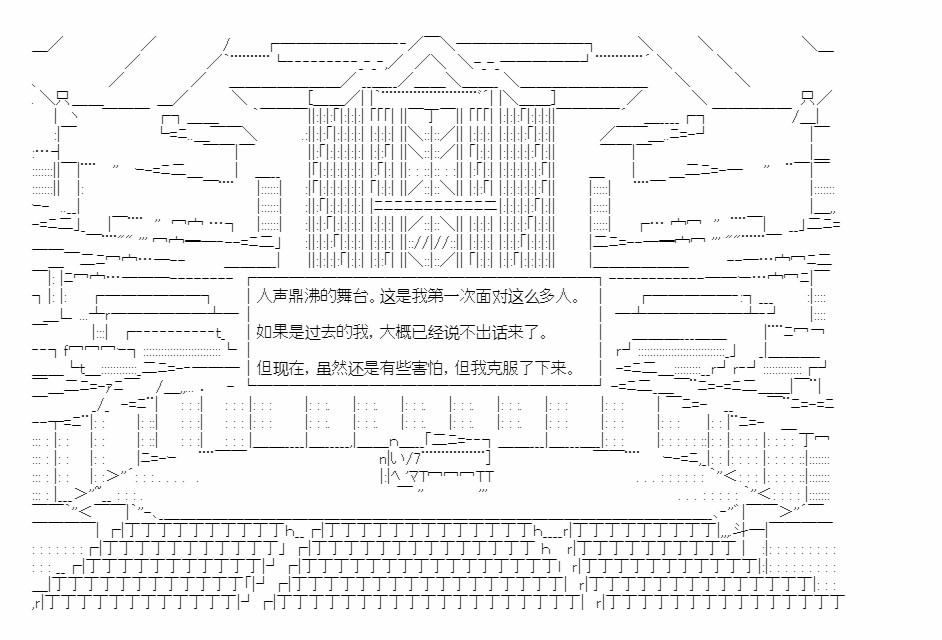 人声鼎沸的舞台。这是我第一次面对这么多人。
如果是过去的我，大概已经说不出话来了。
但现在，虽然还是有些害怕，但我克服了下来。